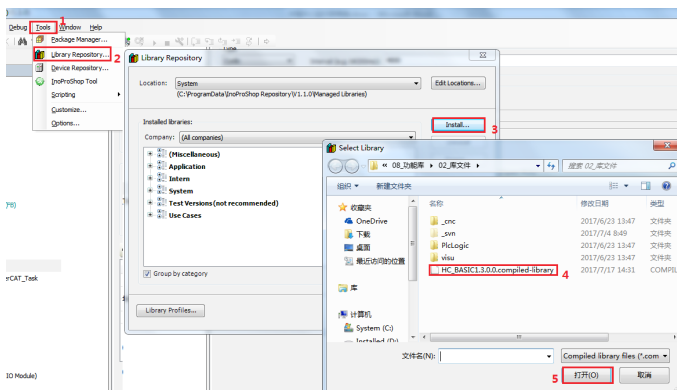 Debug Tools Window Help
1
Package Manager...
Library Repository...
2
Device Repository...
InoProShop Tool
Scripting
Customize...
Options...
Library Repository
Location: System
(C:\ProgramData\InoProShop Repository\V1.1.0\Managed Libraries)
Edit Locations...
Installed libraries:
Install...
3
Company: (All companies)
(Miscellaneous)
Application
Intern
System
Test Versions(not recommended)
Use Cases
Group by category
Library Profiles...
Select Library
« 08_功能库 ▸ 02_库文件 ▸
搜索 02_库文件
组织 新建文件夹
名称 修改日期 类型
收藏夹
OneDrive
下载
桌面
最近访问的位置
库
计算机
System (C:)
Installed (D:)
_cnc 2017/6/23 13:47 文件夹
_svn 2017/7/4 8:49 文件夹
PlcLogic 2017/6/23 13:47 文件夹
visu 2017/6/23 13:47 文件夹
HC_BASIC1.3.0.0.compiled-library 2017/7/17 14:31 COMPIL
4
文件名(N):
Compiled library files (*.com
5
打开(O) 取消
(FB)
erCAT_Task
IO Module)